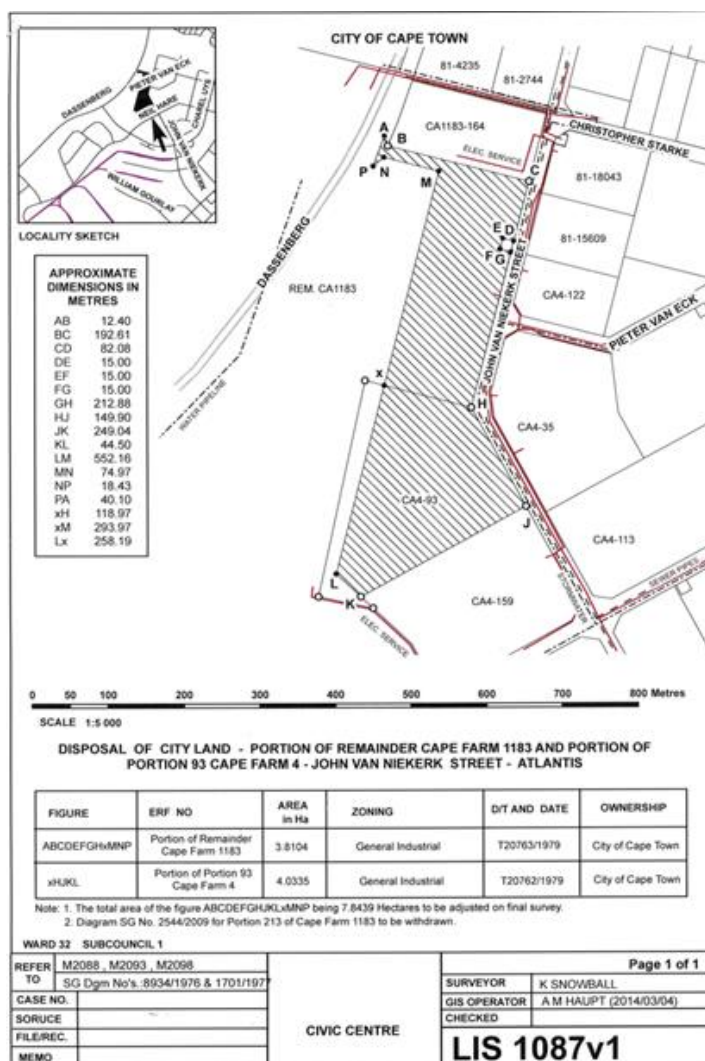 CITY OF CAPE TOWN
DASSENBERG
PIETER VAN ECK
NEIL HARE
CHAREL UYS
JOHN VAN NIEKERK
WILLIAM GOURLAY
LOCALITY SKETCH
81-4235
81-2744
CA1183-164
ELEC. SERVICE
CHRISTOPHER STARKE
A
B
P
N
M
C
81-18043
E D
F G
81-15609
DASSENBERG
REM. CA1183
JOHN VAN NIEKERK STREET
CA4-122
PIETER VAN ECK
WATER PIPELINE
x
H
CA4-35
CA4-93
J
CA4-113
L
K
CA4-159
ELEC. SERVICE
STORMWATER
SEWER PIPES
APPROXIMATE
DIMENSIONS IN
METRES
AB 12.40
BC 192.61
CD 82.08
DE 15.00
EF 15.00
FG 15.00
GH 212.88
HJ 149.90
JK 249.04
KL 44.50
LM 552.16
MN 74.97
NP 18.43
PA 40.10
xH 118.97
xM 293.97
Lx 258.19
0 50 100 200 300 400 500 600 700 800 Metres
SCALE 1:5 000
DISPOSAL OF CITY LAND - PORTION OF REMAINDER CAPE FARM 1183 AND PORTION OF
PORTION 93 CAPE FARM 4 - JOHN VAN NIEKERK STREET - ATLANTIS
FIGURE ERF NO AREA in Ha ZONING D/T AND DATE OWNERSHIP
ABCDEFGHxMNP Portion of Remainder Cape Farm 1183 3.8104 General Industrial T20763/1979 City of Cape Town
xHJKL Portion of Portion 93 Cape Farm 4 4.0335 General Industrial T20762/1979 City of Cape Town
Note: 1. The total area of the figure ABCDEFGHJKLxMNP being 7.8439 Hectares to be adjusted on final survey.
2. Diagram SG No. 2544/2009 for Portion 213 of Cape Farm 1183 to be withdrawn.
WARD 32 SUBCOUNCIL 1
REFER TO M2088 , M2093 , M2098
SG Dgm No's.:8934/1976 & 1701/1977
CASE NO.
SORUCE
FILE/REC.
MEMO
CIVIC CENTRE
Page 1 of 1
SURVEYOR K SNOWBALL
GIS OPERATOR A M HAUPT (2014/03/04)
CHECKED
LIS 1087v1